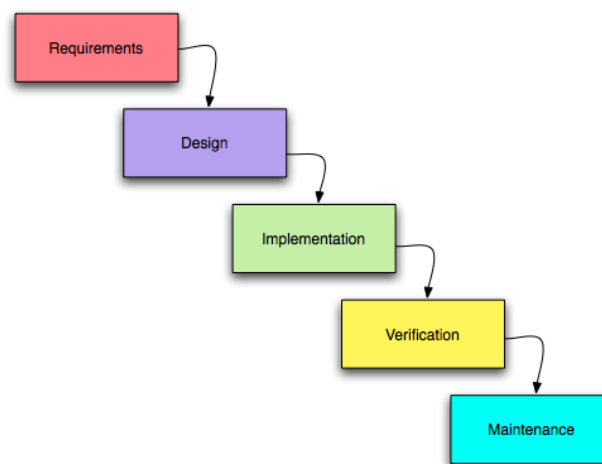 Requirements
Design
Implementation
Verification
Maintenance